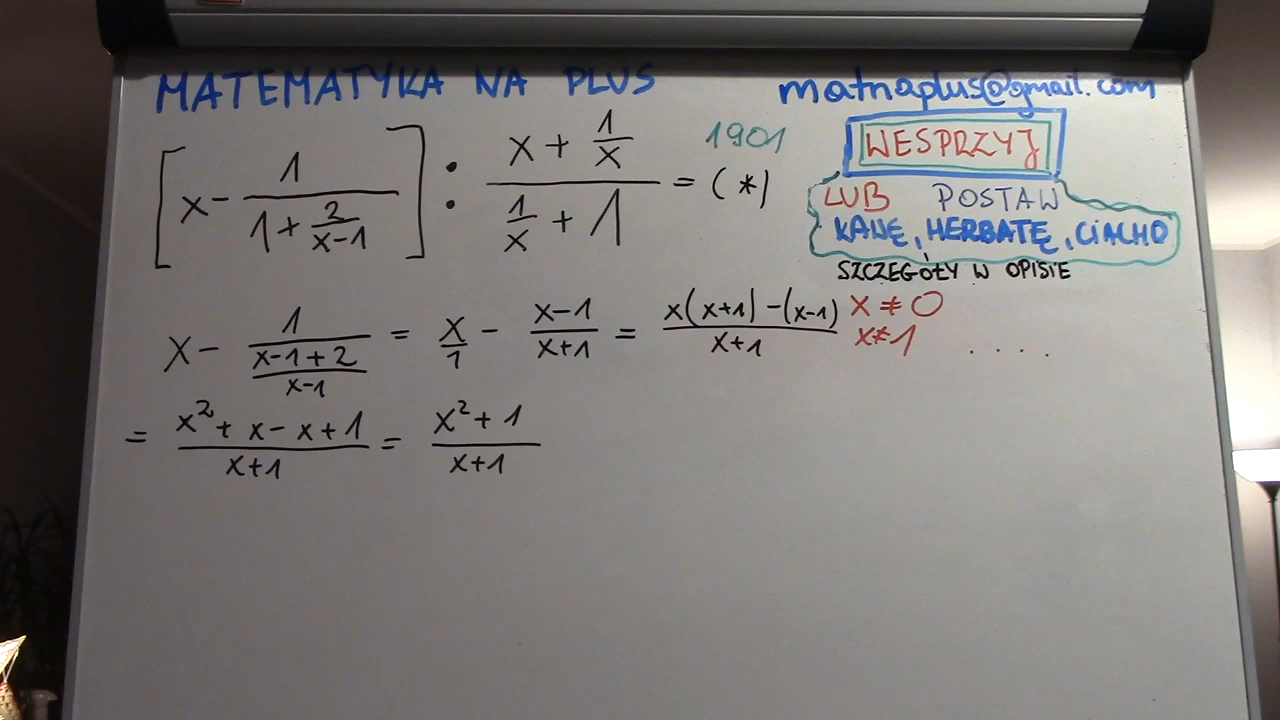 MATEMATYKA NA PLUS
matnaplus@gmail.com
[x - 1/(1 + 2/(x-1))] : (x + 1/x)/(1/x + 1) = (*)
1901
WESPRZYJ
LUB POSTAW
KAWĘ, HERBATĘ, CIACHO
SZCZEGÓŁY W OPISIE
x - 1/((x-1+2)/(x-1)) = x/1 - (x-1)/(x+1) = (x(x+1) - (x-1))/(x+1)
x ≠ 0
x ≠ 1
. . . .
= (x² + x - x + 1)/(x+1) = (x² + 1)/(x+1)